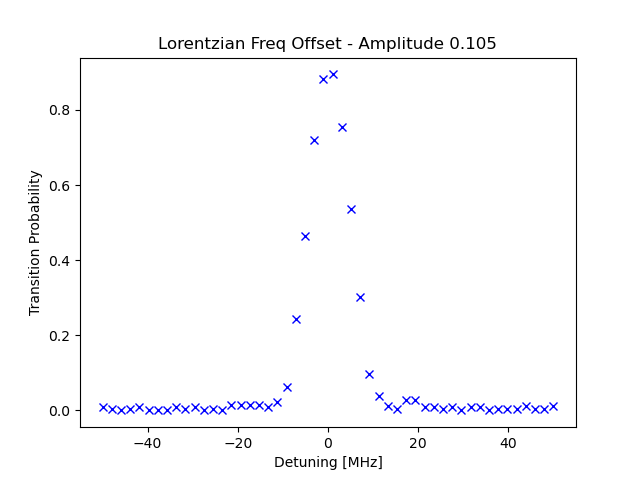 Lorentzian Freq Offset - Amplitude 0.105
Transition Probability
0.8
0.6
0.4
0.2
0.0
−40 −20 0 20 40
Detuning [MHz]